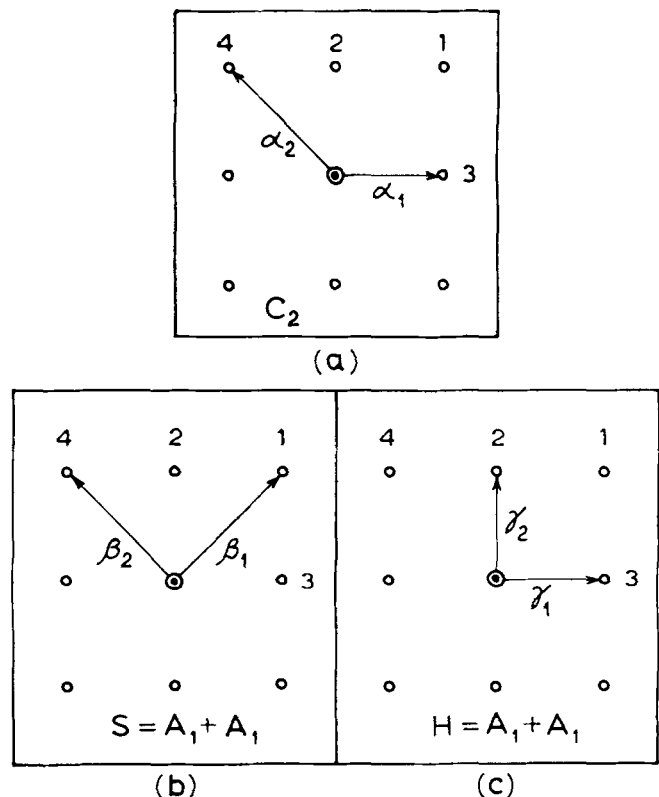 4 2 1
α₂
α₁ 3
C₂
(a)
4 2 1
β₂ β₁
3
S = A₁ + A₁
(b)
4 2 1
γ₂
γ₁ 3
H = A₁ + A₁
(c)